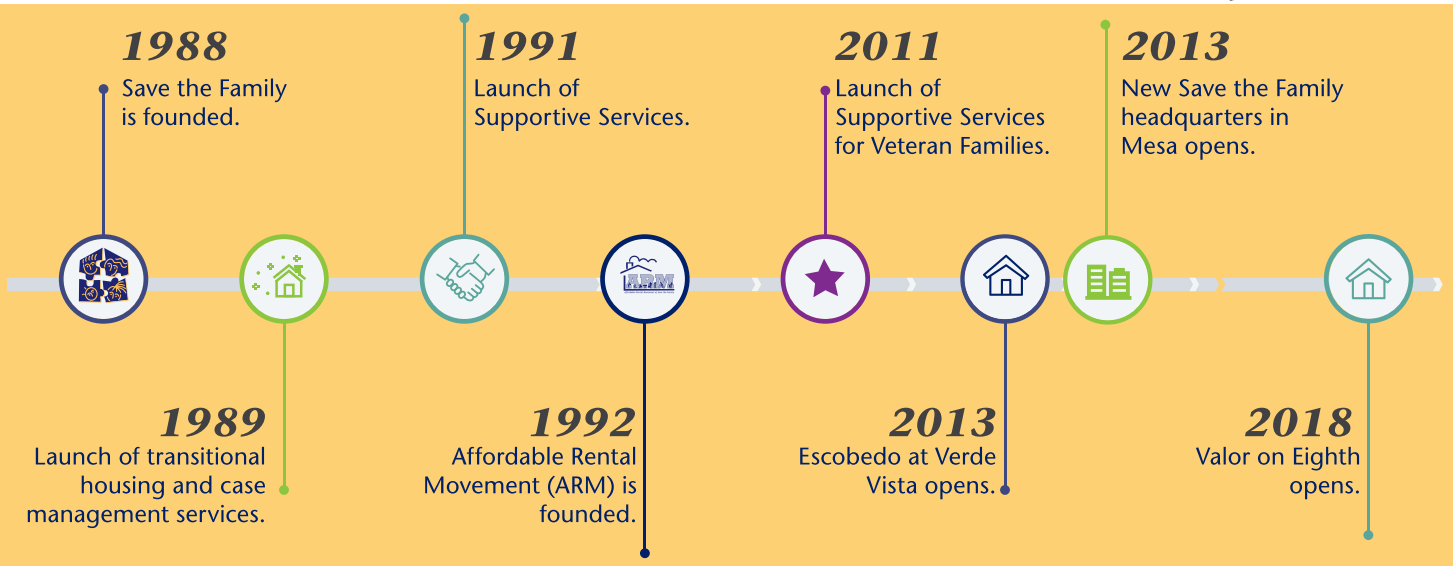 1988
Save the Family
is founded.
1989
Launch of transitional
housing and case
management services.
1991
Launch of
Supportive Services.
ARM
1992
Affordable Rental
Movement (ARM) is
founded.
2011
Launch of
Supportive Services
for Veteran Families.
2013
Escobedo at Verde
Vista opens.
2013
New Save the Family
headquarters in
Mesa opens.
2018
Valor on Eighth
opens.